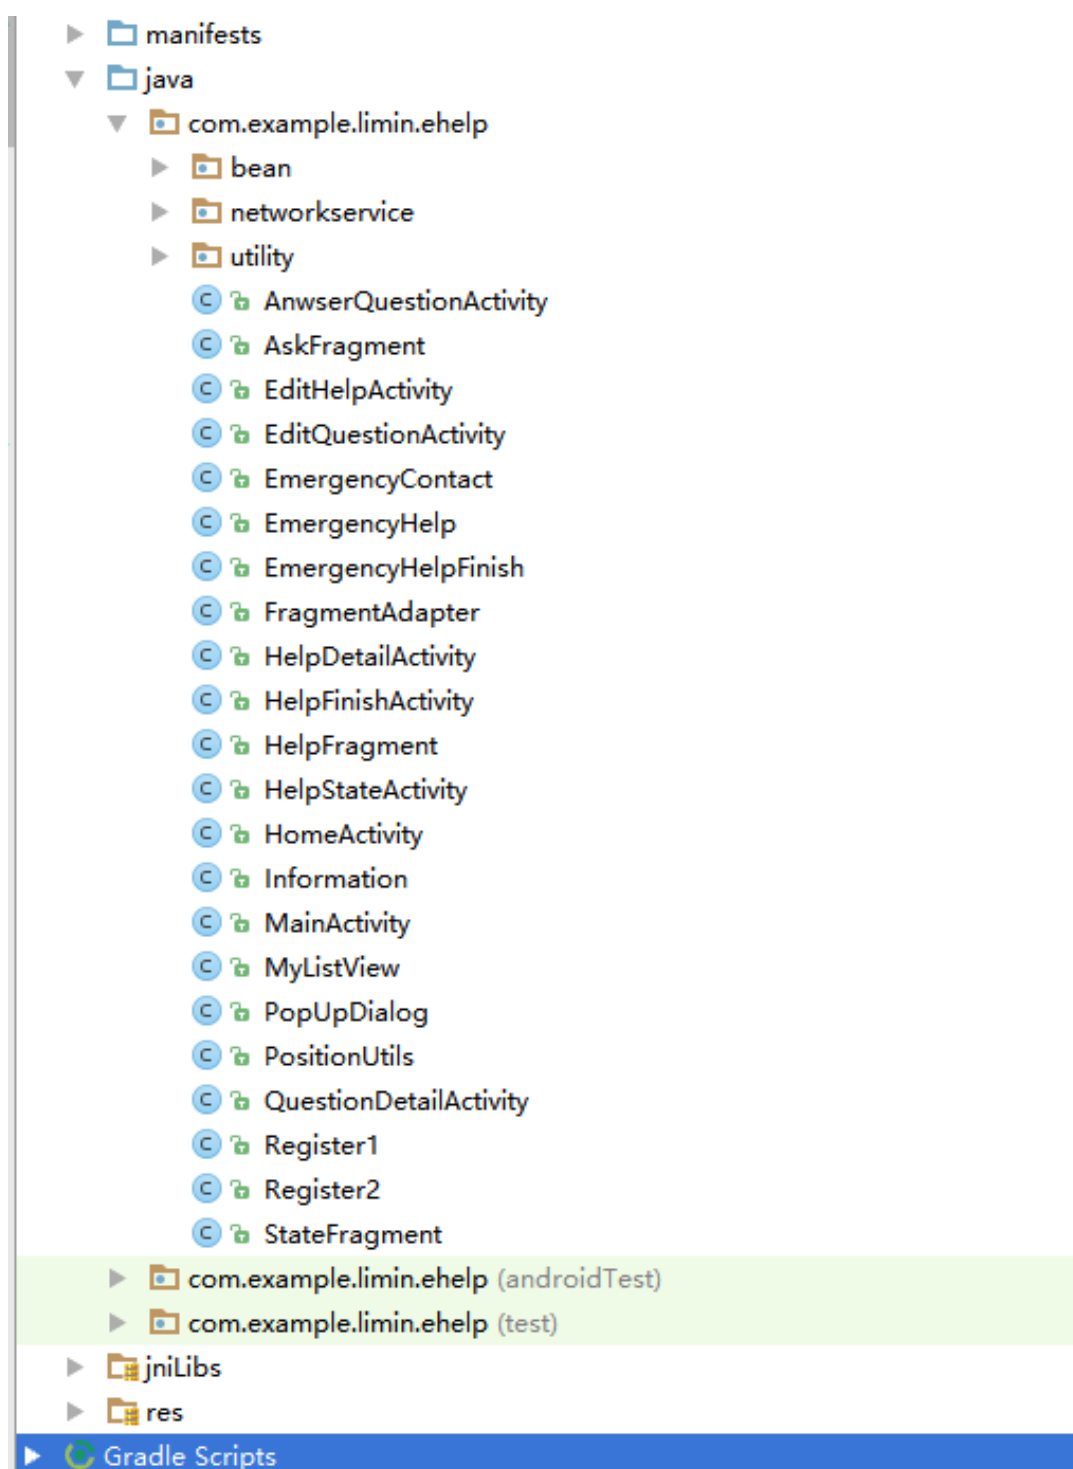 manifests
java
com.example.limin.ehelp
bean
networkservice
utility
C AnwserQuestionActivity
C AskFragment
C EditHelpActivity
C EditQuestionActivity
C EmergencyContact
C EmergencyHelp
C EmergencyHelpFinish
C FragmentAdapter
C HelpDetailActivity
C HelpFinishActivity
C HelpFragment
C HelpStateActivity
C HomeActivity
C Information
C MainActivity
C MyListView
C PopUpDialog
C PositionUtils
C QuestionDetailActivity
C Register1
C Register2
C StateFragment
com.example.limin.ehelp (androidTest)
com.example.limin.ehelp (test)
jniLibs
res
Gradle Scripts